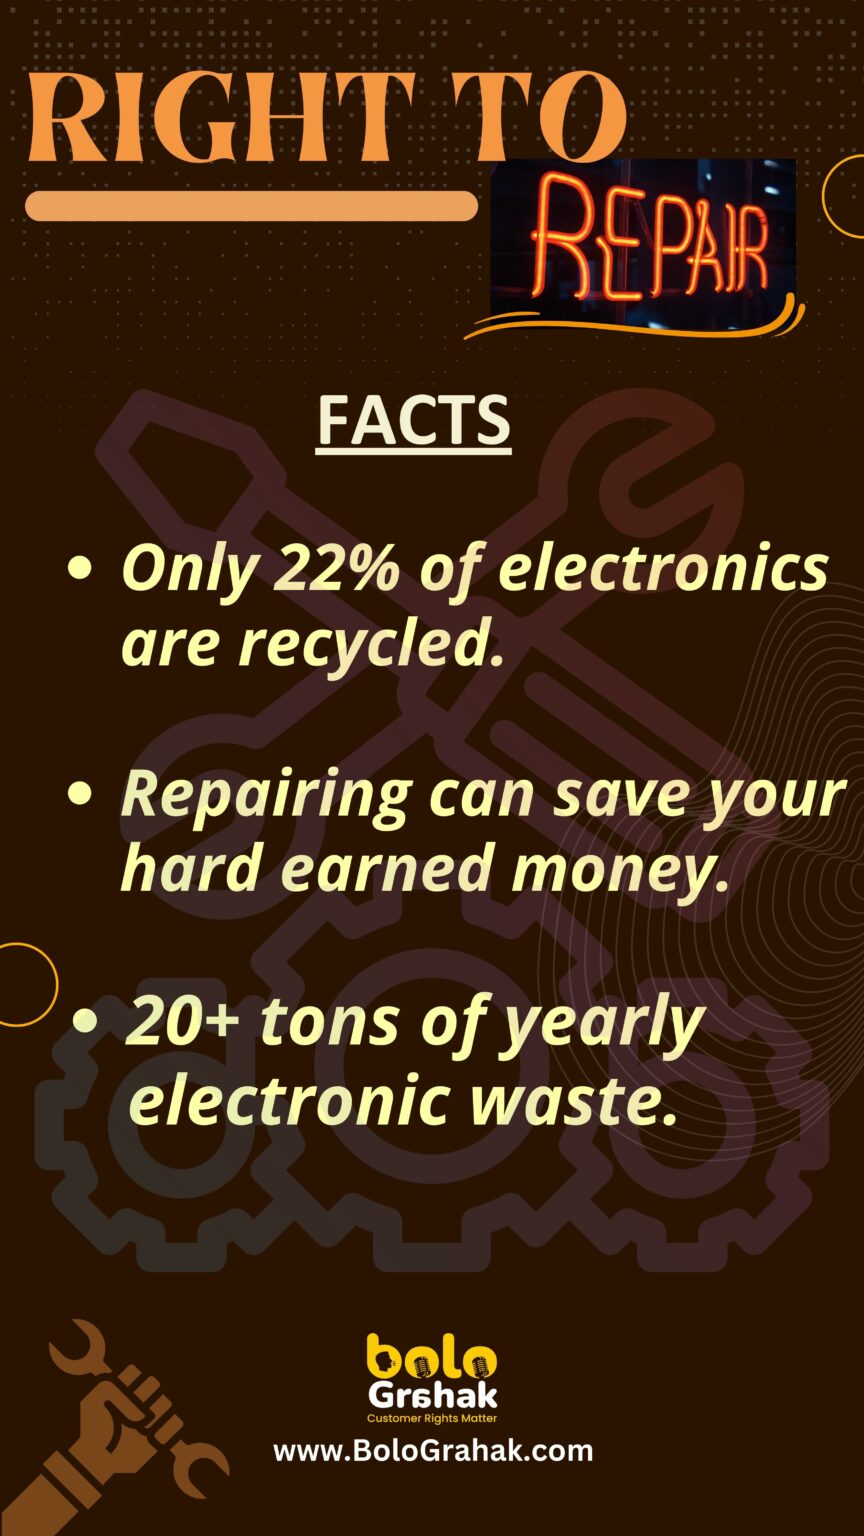 RIGHT TO
REPAIR
FACTS
• Only 22% of electronics
are recycled.
• Repairing can save your
hard earned money.
• 20+ tons of yearly
electronic waste.
bolo
Grahak
Customer Rights Matter
www.BoloGrahak.com